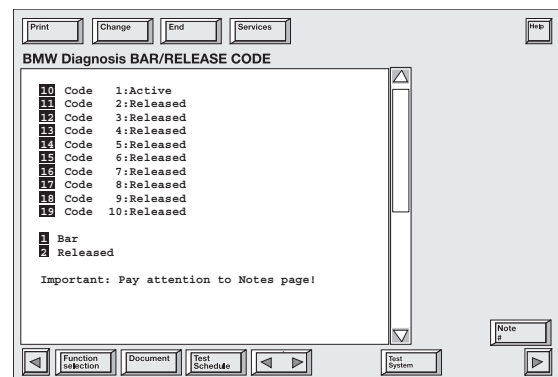 Print Change End Services Help
BMW Diagnosis BAR/RELEASE CODE
10 Code 1:Active
11 Code 2:Released
12 Code 3:Released
13 Code 4:Released
14 Code 5:Released
15 Code 6:Released
16 Code 7:Released
17 Code 8:Released
18 Code 9:Released
19 Code 10:Released
1 Bar
2 Released
Important: Pay attention to Notes page!
Note
#
Function
selection
Document
Test
Schedule
Test
System